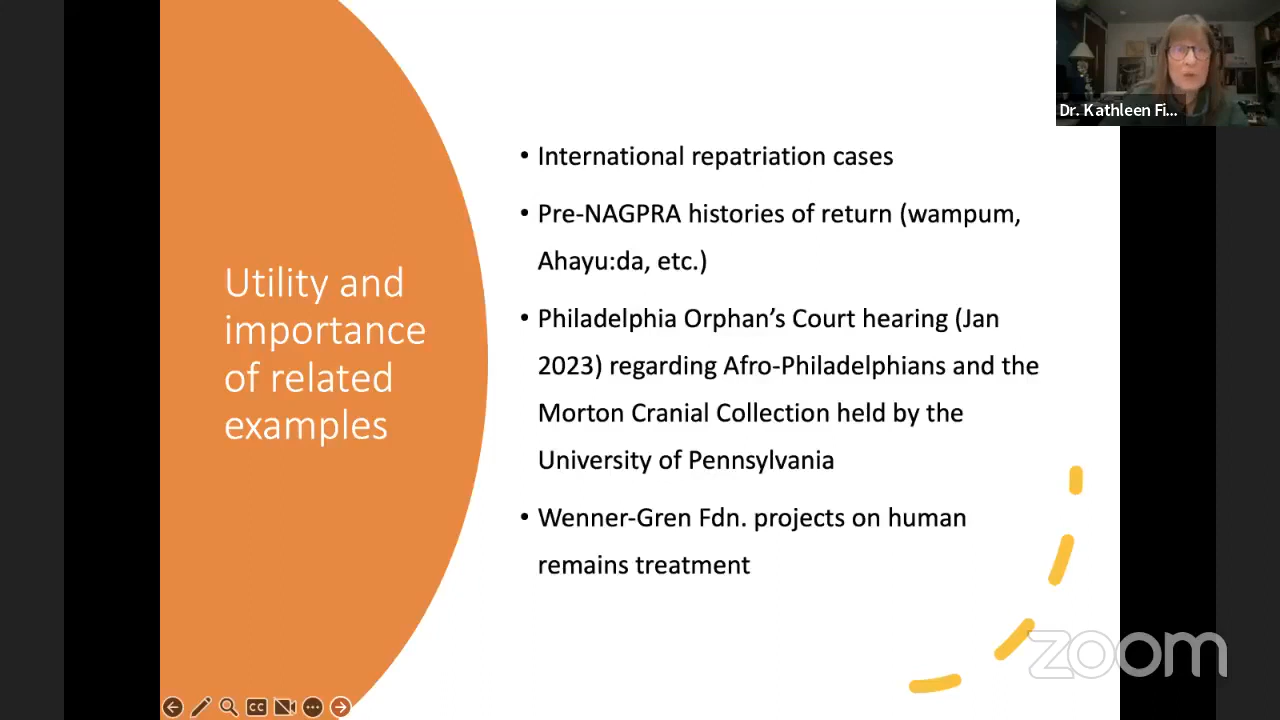 Dr. Kathleen Fi...
Utility and
importance
of related
examples
• International repatriation cases
• Pre-NAGPRA histories of return (wampum,
Ahayu:da, etc.)
• Philadelphia Orphan’s Court hearing (Jan
2023) regarding Afro-Philadelphians and the
Morton Cranial Collection held by the
University of Pennsylvania
• Wenner-Gren Fdn. projects on human
remains treatment
zoom
CC